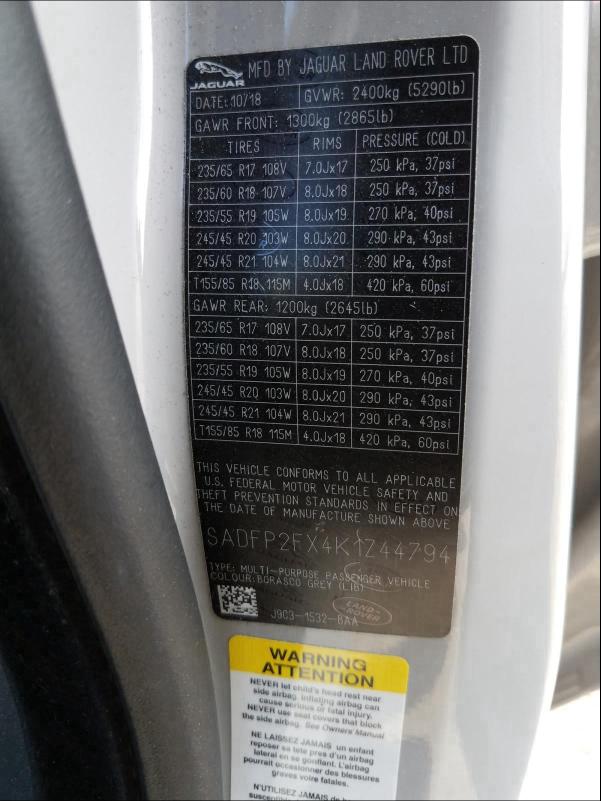 JAGUAR MFD BY JAGUAR LAND ROVER LTD
DATE: 10/18 GVWR: 2400kg (5290lb)
GAWR FRONT: 1300kg (2865lb)
TIRES RIMS PRESSURE (COLD)
235/65 R17 108V 7.0Jx17 250 kPa, 37psi
235/60 R18 107V 8.0Jx18 250 kPa, 37psi
235/55 R19 105W 8.0Jx19 270 kPa, 40psi
245/45 R20 103W 8.0Jx20 290 kPa, 43psi
245/45 R21 104W 8.0Jx21 290 kPa, 43psi
T155/85 R18 115M 4.0Jx18 420 kPa, 60psi
GAWR REAR: 1200kg (2645lb)
235/65 R17 108V 7.0Jx17 250 kPa, 37psi
235/60 R18 107V 8.0Jx18 250 kPa, 37psi
235/55 R19 105W 8.0Jx19 270 kPa, 40psi
245/45 R20 103W 8.0Jx20 290 kPa, 43psi
245/45 R21 104W 8.0Jx21 290 kPa, 43psi
T155/85 R18 115M 4.0Jx18 420 kPa, 60psi
THIS VEHICLE CONFORMS TO ALL APPLICABLE
U.S. FEDERAL MOTOR VEHICLE SAFETY AND
THEFT PREVENTION STANDARDS IN EFFECT ON
THE DATE OF MANUFACTURE SHOWN ABOVE
SADFP2FX4K1Z44794
TYPE: MULTI-PURPOSE PASSENGER VEHICLE
COLOUR: BORASCO GREY (LIB)
J9C3-1532-BAA
LAND-ROVER
WARNING
ATTENTION
NEVER let child's head rest near
side airbag. Inflating airbag can
cause serious or fatal injury.
NEVER use seat covers that block
the side airbag. See Owners' Manual
NE LAISSEZ JAMAIS un enfant
reposer sa tête près d'un airbag
latéral en se gonflant. L'airbag
pourrait occasionner des blessures
graves voire fatales.
N'UTILISEZ JAMAIS de